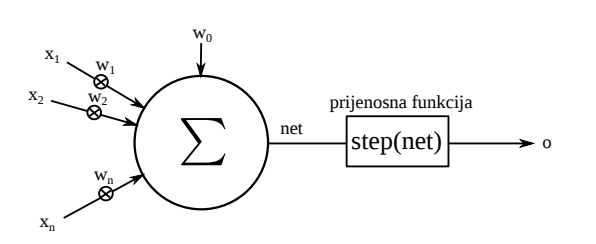 w₀
x₁
w₁
x₂
w₂
prijenosna funkcija
Σ
net
step(net)
o
wₙ
xₙ